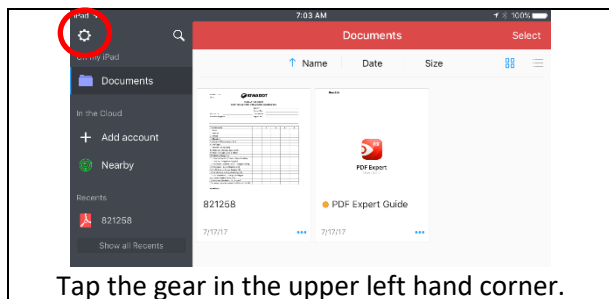 iPad
7:03 AM
100%
Documents
Select
On my iPad
Name Date Size
Documents
In the Cloud
Add account
Nearby
Recents
821258
Show all Recents
PDF Expert
821258
PDF Expert Guide
7/17/17
7/17/17
Tap the gear in the upper left hand corner.